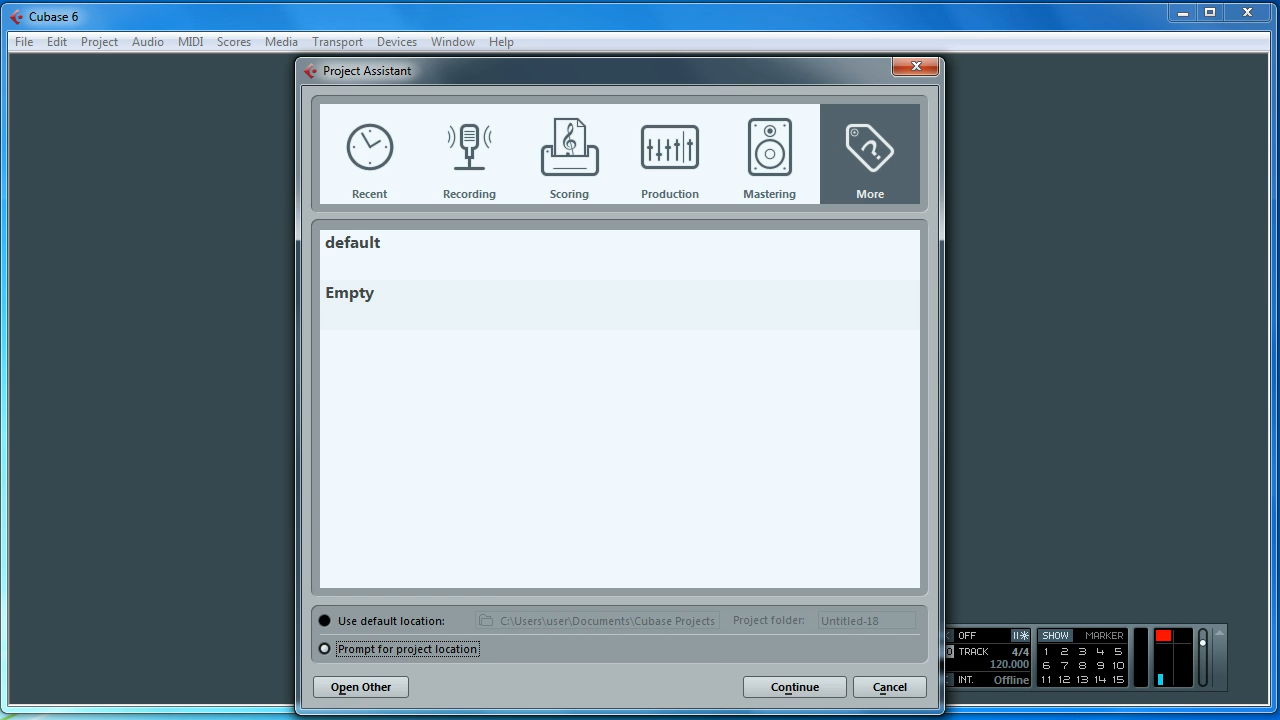 Cubase 6
File Edit Project Audio MIDI Scores Media Transport Devices Window Help
Project Assistant
Recent Recording Scoring Production Mastering More
default
Empty
Use default location: C:\Users\user\Documents\Cubase Projects Project folder: Untitled-18
Prompt for project location
Open Other Continue Cancel
OFF SHOW MARKER
TRACK 4/4 1 2 3 4 5
120.000 6 7 8 9 10
INT. Offline 11 12 13 14 15